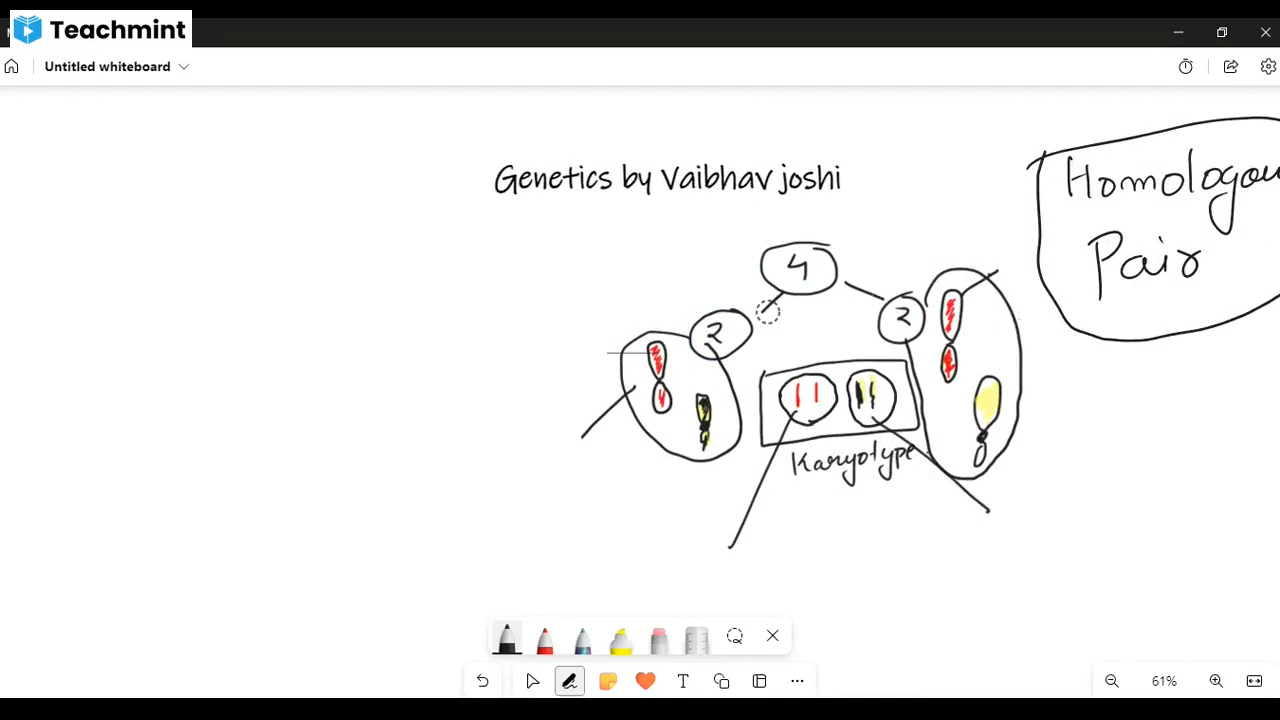 Teachmint
Untitled whiteboard
Genetics by Vaibhav joshi
Homologou
Pair
4
2
2
Karyotype
61%